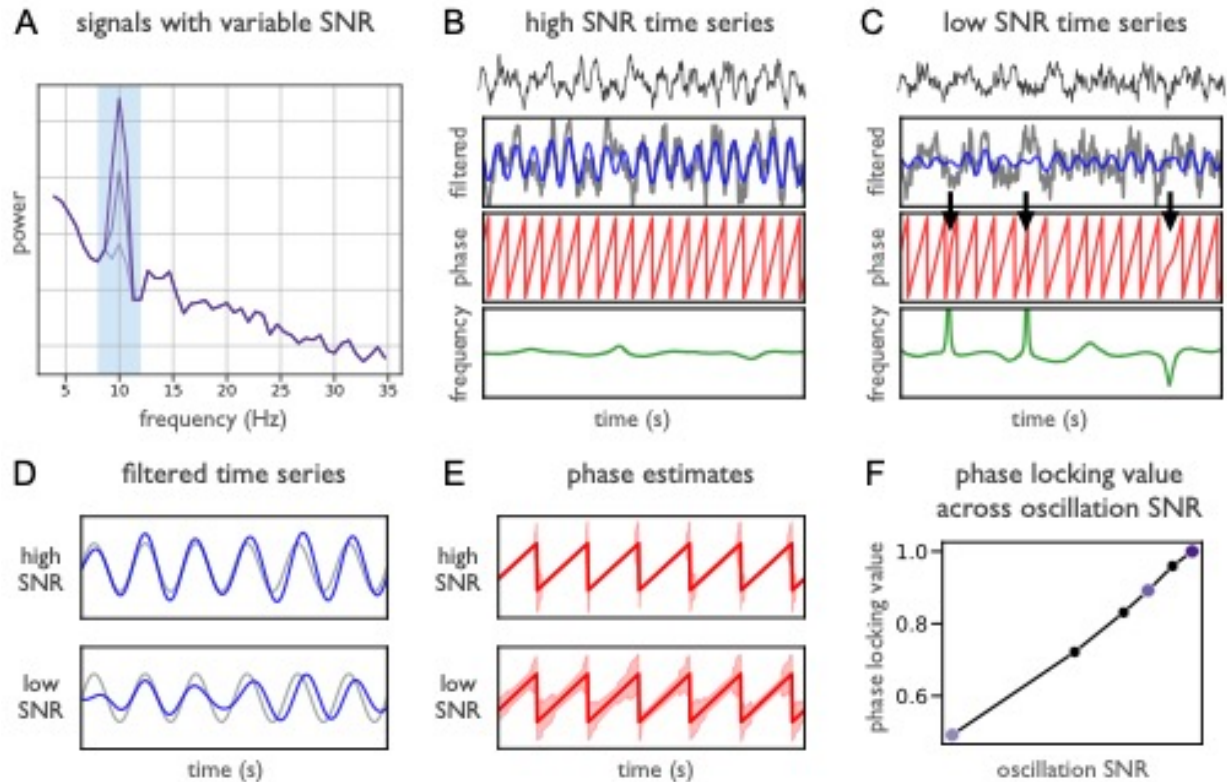 A signals with variable SNR
power
5 10 15 20 25 30 35
frequency (Hz)
B high SNR time series
filtered
phase
frequency
time (s)
C low SNR time series
filtered
phase
frequency
time (s)
D filtered time series
high
SNR
low
SNR
time (s)
E phase estimates
high
SNR
low
SNR
time (s)
F phase locking value
across oscillation SNR
phase locking value
1.0
0.8
0.6
oscillation SNR